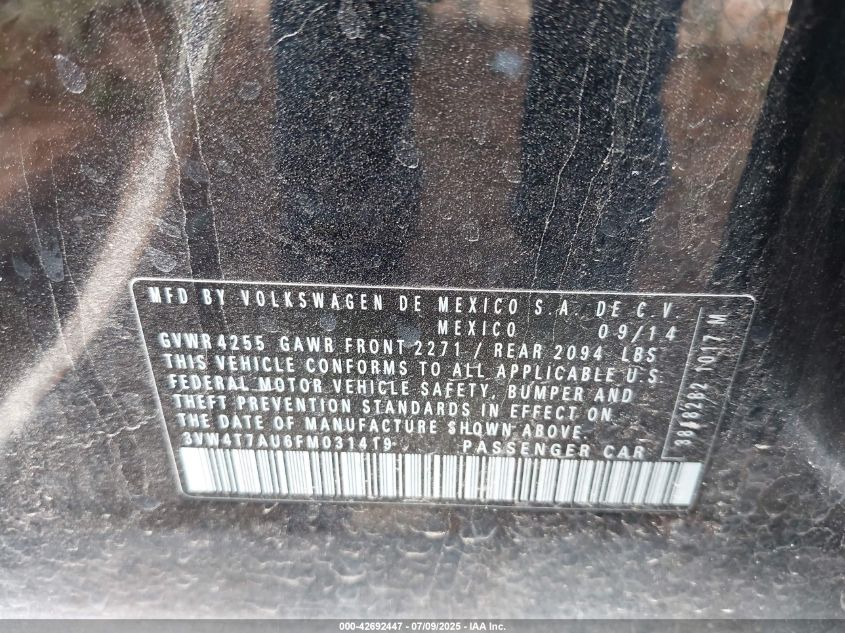 MFD BY VOLKSWAGEN DE MEXICO S.A. DE C.V.
MEXICO 09/14
GVWR 4255 GAWR FRONT 2271 / REAR 2094 LBS
THIS VEHICLE CONFORMS TO ALL APPLICABLE U.S.
FEDERAL MOTOR VEHICLE SAFETY, BUMPER AND
THEFT PREVENTION STANDARDS IN EFFECT ON
THE DATE OF MANUFACTURE SHOWN ABOVE.
3VW4T7AU6FM031419 PASSENGER CAR
1017 M
000-42692447 - 07/09/2025 - IAA Inc.